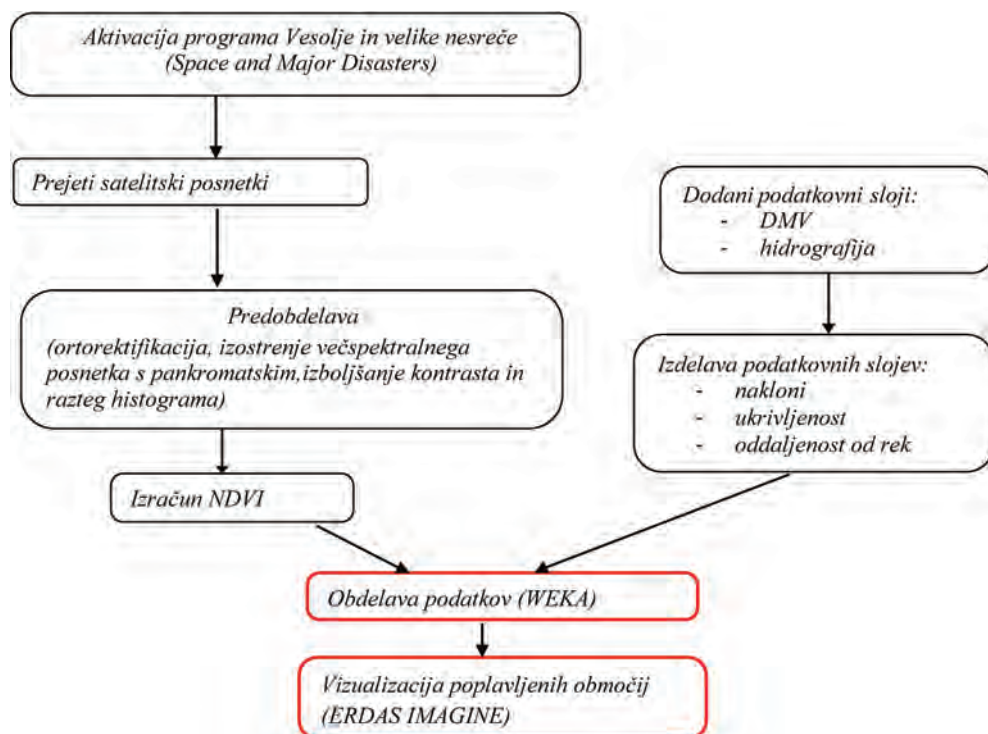 Aktivacija programa Vesolje in velike nesreče
(Space and Major Disasters)
Prejeti satelitski posnetki
Dodani podatkovni sloji:
- DMV
- hidrografija
Predobdelava
(ortorektifikacija, izostrenje večspektralnega
posnetka s pankromatskim,izboljšanje kontrasta in
razteg histograma)
Izdelava podatkovnih slojev:
- nakloni
- ukrivljenost
- oddaljenost od rek
Izračun NDVI
Obdelava podatkov (WEKA)
Vizualizacija poplavljenih območij
(ERDAS IMAGINE)